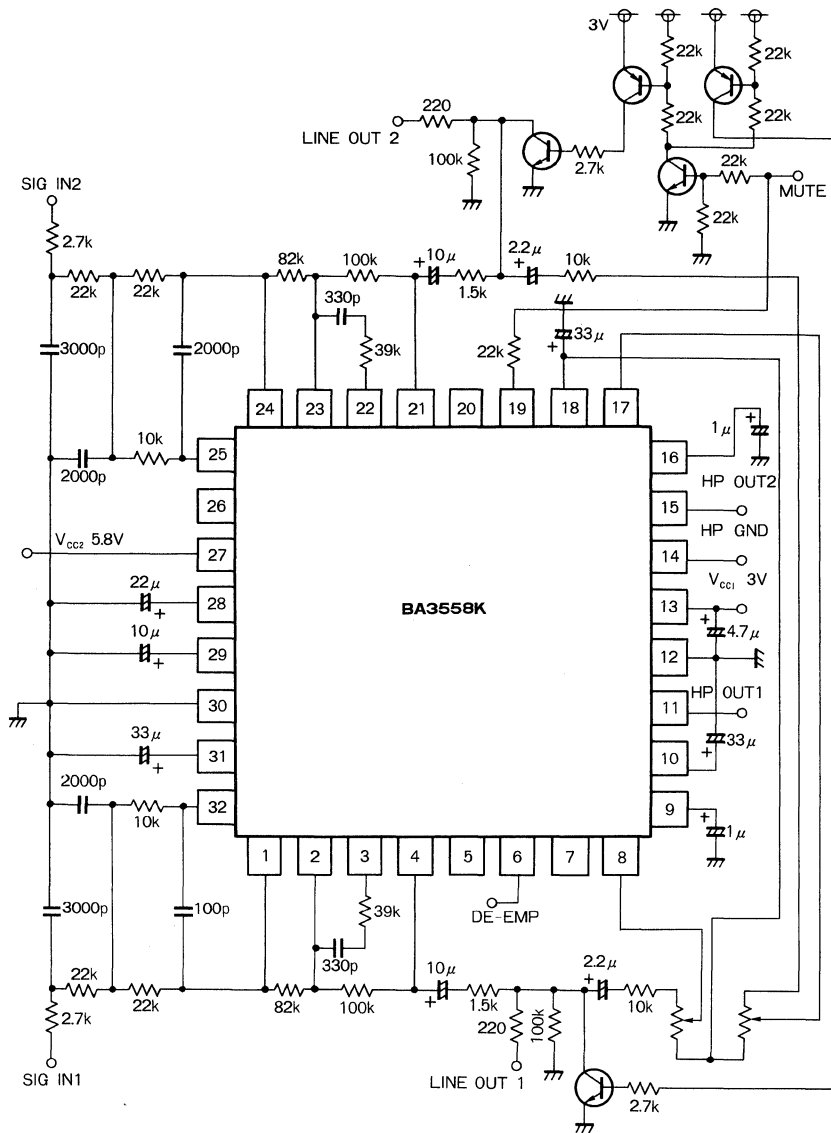 3V
22k
22k
22k
22k
220
LINE OUT 2
100k
2.7k
22k
MUTE
22k
SIG IN2
2.7k
22k
22k
82k
100k
+
10μ
1.5k
2.2μ
+
10k
330p
3000p
2000p
39k
22k
33μ
+
24
23
22
21
20
19
18
17
2000p
10k
25
26
VCC2 5.8V
27
22μ
+
28
10μ
+
29
30
33μ
+
31
2000p
10k
32
BA3558K
1μ
+
16
HP OUT2
15
HP GND
14
VCC1 3V
13
+
4.7μ
12
HP OUT1
11
33μ
+
10
9
+
1μ
1
2
3
4
5
6
7
8
3000p
100p
39k
DE-EMP
330p
22k
22k
82k
100k
10μ
+
1.5k
2.2μ
+
10k
2.7k
220
100k
SIG IN1
LINE OUT 1
2.7k